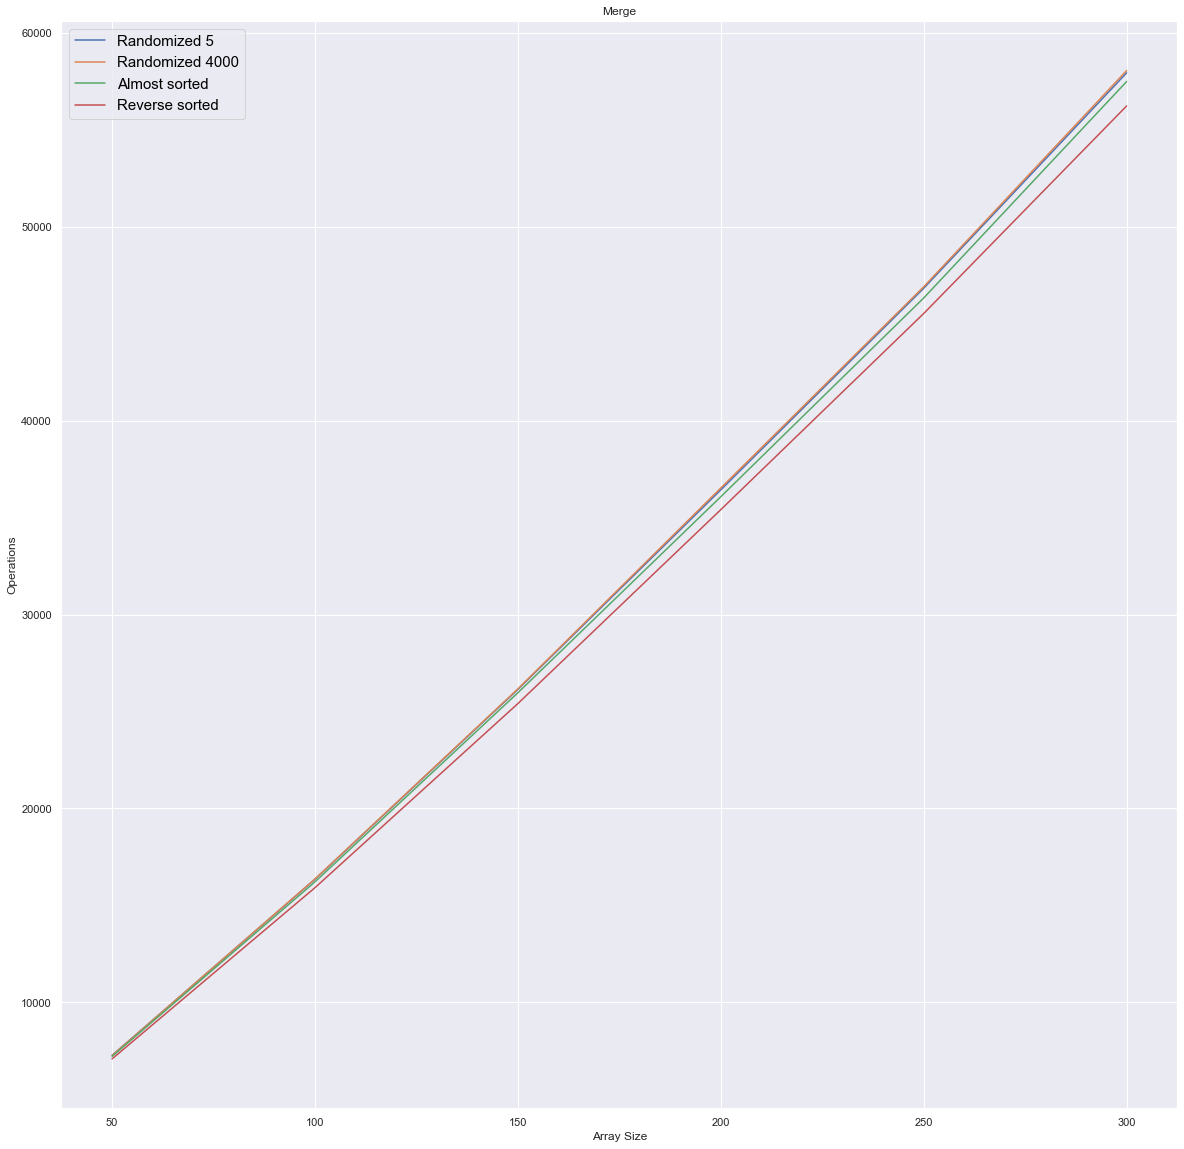 Merge
60000
Randomized 5
Randomized 4000
Almost sorted
Reverse sorted
50000
40000
Operations
30000
20000
10000
50 100 150 200 250 300
Array Size